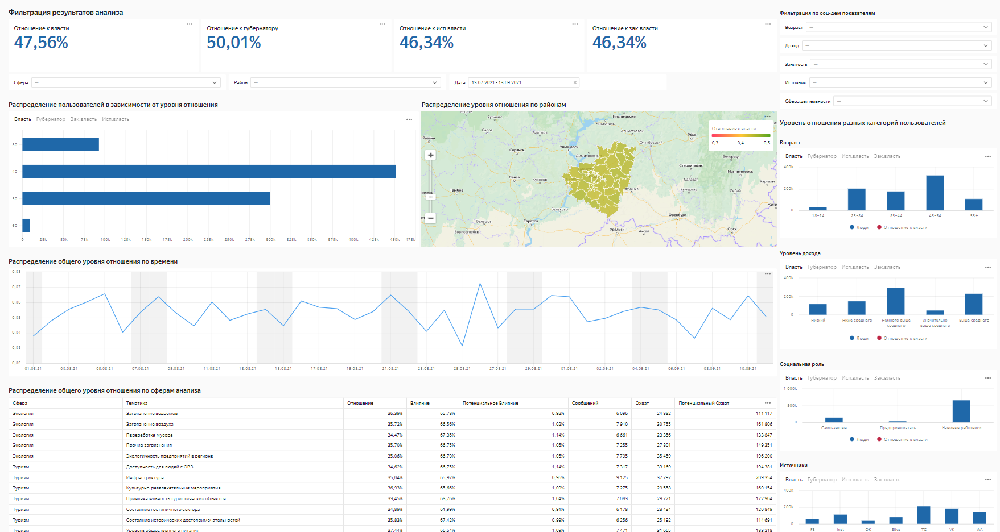 Фильтрация результатов анализа
Отношение к власти
47,56%
Отношение к губернатору
50,01%
Отношение к исп.власти
46,34%
Отношение к зак.власти
46,34%
Сфера —
Район —
Дата 13.07.2021 - 13.09.2021
Фильтрация по соц-дем показателям
Возраст —
Доход —
Занятость —
Источник —
Сфера деятельности —
Распределение пользователей в зависимости от уровня отношения
Власть Губернатор Зак.власть Исп.власть
30
40
50
60
0 25k 50k 75k 100k 125k 150k 175k 200k 225k 250k 275k 300k 325k 350k 375k 400k 425k 450k 475k
Распределение уровня отношения по районам
Отношение к власти
0,3 0,4 0,5
Арзамас
Нижнекамск
Чистополь
Саров
Алатырь
Альметьевск
Уфа
Рязань
Октябрьский
Ульяновск
Саранск
Димитровгр
Белорецк
Стерлитамак
Магнитогорск
Пенза
Кузнецк
Салават
Карталы
Тамбов
Бузулук
Кумертау
Сибай
Липецк
Балаково
Оренбург
Балашов
Саратов
Борисоглебск
Уральск
Аксай
Орск
Распределение общего уровня отношения по времени
0,88
0,87
0,86
0,85
0,84
0,83
0,82
01.08.21 03.08.21 05.08.21 07.08.21 09.08.21 11.08.21 13.08.21 15.08.21 17.08.21 19.08.21 21.08.21 23.08.21 25.08.21 27.08.21 29.08.21 31.08.21 02.09.21 04.09.21 06.09.21 08.09.21 10.09.21
Распределение общего уровня отношения по сферам анализа
Сфера Тематика Отношение Влияние Потенциальное Влияние Сообщений Охват Потенциальный Охват
Экология Загрязнение водоемов 36,39% 65,78% 0,92% 6 096 24 882 111 117
Экология Загрязнение воздуха 35,72% 66,56% 1,02% 7 910 30 755 161 806
Экология Переработка мусора 34,47% 67,35% 1,14% 6 661 23 356 133 847
Экология Прочие загрязнения 35,70% 66,75% 1,05% 7 255 27 801 149 351
Экология Экологичность предприятий в регионе 35,06% 66,70% 1,05% 7 795 35 459 196 200
Туризм Доступность для людей с ОВЗ 34,62% 66,75% 1,14% 7 317 33 169 194 381
Туризм Инфраструктура 35,04% 65,97% 0,96% 9 125 37 797 209 354
Туризм Культурно-развлекательные мероприятия 36,93% 65,66% 1,00% 7 275 29 558 160 154
Туризм Привлекательность туристических объектов 33,45% 68,76% 1,04% 7 083 29 721 172 904
Туризм Состояние гостиничного сектора 34,89% 61,99% 0,91% 6 178 23 434 120 849
Туризм Состояние исторических достопримечательностей 35,83% 67,42% 0,99% 6 256 25 192 114 691
Туризм Уровень общественного питания 37,44% 66,54% 1,09% 7 471 31 665 183 218
Уровень отношения разных категорий пользователей
Возраст
Власть Губернатор Исп.власть Зак.власть
400k
200k
0
18-24 25-34 35-44 45-54 55+
Люди Отношение к власти
Уровень дохода
Власть Губернатор Исп.власть Зак.власть
400k
200k
0
Низкий Ниже среднего Немного выше среднего Значительно выше среднего Выше среднего
Люди Отношение к власти
Социальная роль
Власть Губернатор Исп.власть Зак.власть
1 000k
500k
0
Самозанятые Предприниматель Наемные работники
Люди Отношение к власти
Источники
Власть Губернатор Исп.власть Зак.власть
400k
200k
0
FB Inst OK Sites TG VK WA